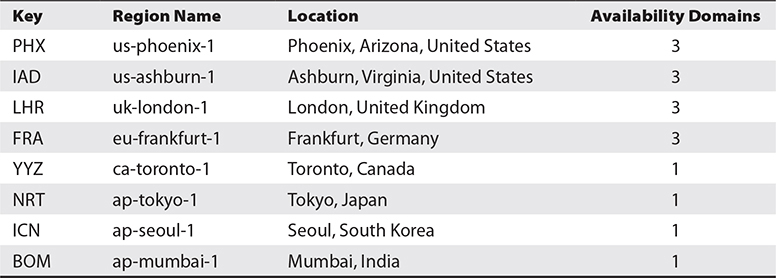 Key Region Name Location Availability Domains
PHX us-phoenix-1 Phoenix, Arizona, United States 3
IAD us-ashburn-1 Ashburn, Virginia, United States 3
LHR uk-london-1 London, United Kingdom 3
FRA eu-frankfurt-1 Frankfurt, Germany 3
YYZ ca-toronto-1 Toronto, Canada 1
NRT ap-tokyo-1 Tokyo, Japan 1
ICN ap-seoul-1 Seoul, South Korea 1
BOM ap-mumbai-1 Mumbai, India 1